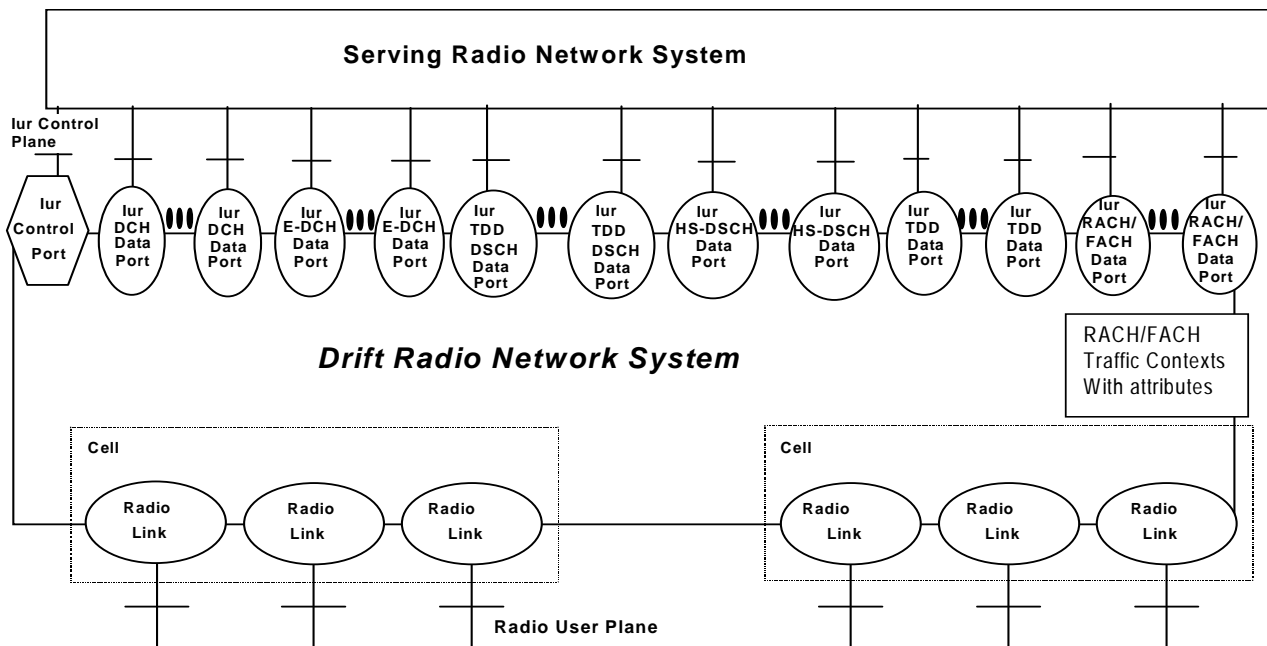 Serving Radio Network System
Iur Control
Plane
Iur
Control
Port
Iur
DCH
Data
Port
Iur
DCH
Data
Port
Iur
E-DCH
Data
Port
Iur
E-DCH
Data
Port
Iur
TDD
DSCH
Data
Port
Iur
TDD
DSCH
Data
Port
Iur
HS-DSCH
Data
Port
Iur
HS-DSCH
Data
Port
Iur
TDD
Data
Port
Iur
TDD
Data
Port
Iur
RACH/
FACH
Data
Port
Iur
RACH/
FACH
Data
Port
RACH/FACH
Traffic Contexts
With attributes
Drift Radio Network System
Cell
Radio
Link
Radio
Link
Radio
Link
Cell
Radio
Link
Radio
Link
Radio
Link
Radio User Plane